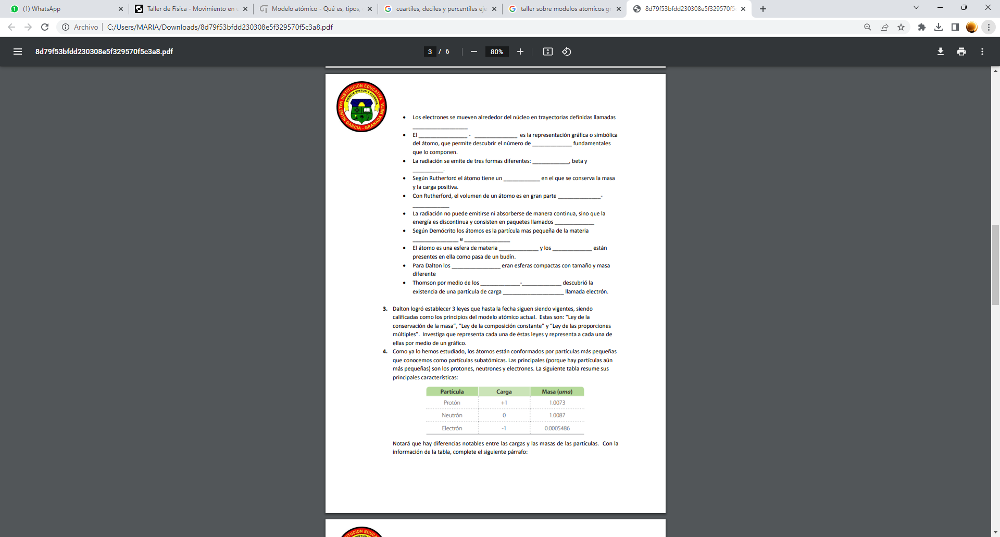 (1) WhatsApp
Taller de Fisica - Movimiento en
Modelo atómico - Qué es, tipos,
cuartiles, deciles y percentiles eje
taller sobre modelos atomicos gr
8d79f53bfdd230308e5f329570f5
Archivo C:/Users/MARIA/Downloads/8d79f53bfdd230308e5f329570f5c3a8.pdf
8d79f53bfdd230308e5f329570f5c3a8.pdf
3 / 6
80%
INSTITUCION EDUCATIVA
CIENCIA VIRTUD Y ALEGRIA
VALENTIN GARCIA - GRANADA META
• Los electrones se mueven alrededor del núcleo en trayectorias definidas llamadas
__________________
• El ________________ - ______________ es la representación gráfica o simbólica
del átomo, que permite descubrir el número de _____________ fundamentales
que lo componen.
• La radiación se emite de tres formas diferentes: ____________, beta y
__________.
• Según Rutherford el átomo tiene un ____________ en el que se conserva la masa
y la carga positiva.
• Con Rutherford, el volumen de un átomo es en gran parte ______________-
____________
• La radiación no puede emitirse ni absorberse de manera continua, sino que la
energía es discontinua y consisten en paquetes llamados _____________
• Según Demócrito los átomos es la partícula mas pequeña de la materia
_______________ e _______________
• El átomo es una esfera de materia _____________ y los _____________ están
presentes en ella como pasa de un budín.
• Para Dalton los ________________ eran esferas compactas con tamaño y masa
diferente
• Thomson por medio de los _____________-_____________ descubrió la
existencia de una partícula de carga ____________________ llamada electrón.
3. Dalton logró establecer 3 leyes que hasta la fecha siguen siendo vigentes, siendo
calificadas como los principios del modelo atómico actual. Estas son: “Ley de la
conservación de la masa”, “Ley de la composición constante” y “Ley de las proporciones
múltiples”. Investiga que representa cada una de éstas leyes y representa a cada una de
ellas por medio de un gráfico.
4. Como ya lo hemos estudiado, los átomos están conformados por partículas más pequeñas
que conocemos como partículas subatómicas. Las principales (porque hay partículas aún
más pequeñas) son los protones, neutrones y electrones. La siguiente tabla resume sus
principales características:
Partícula Carga Masa (uma)
Protón +1 1.0073
Neutrón 0 1.0087
Electrón -1 0.0005486
Notará que hay diferencias notables entre las cargas y las masas de las partículas. Con la
información de la tabla, complete el siguiente párrafo: